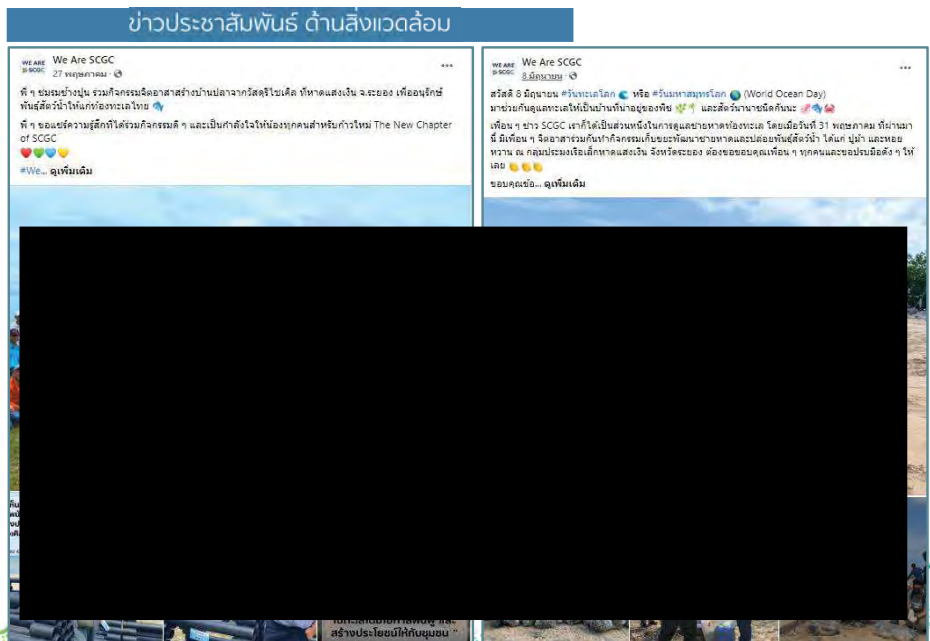 ข่าวประชาสัมพันธ์ ด้านสิ่งแวดล้อม
WE ARE SCGC
We Are SCGC
27 พฤษภาคม
พี่ ๆ ชมรมช้างปูน ร่วมกิจกรรมจิตอาสาสร้างบ้านปลาจากวัสดุรีไซเคิล ที่หาดแสงเงิน จ.ระยอง เพื่ออนุรักษ์
พันธุ์สัตว์น้ำให้แก่ท้องทะเลไทย 🐴
พี่ ๆ ขอแชร์ความรู้สึกที่ได้ร่วมกิจกรรมดี ๆ และเป็นกำลังใจให้น้องทุกคนสำหรับก้าวใหม่ The New Chapter
of SCGC
❤️💚💛💛
#We... ดูเพิ่มเติม
WE ARE SCGC
We Are SCGC
8 มิถุนายน
สวัสดี 8 มิถุนายน #วันทะเลโลก 🌊 หรือ #วันมหาสมุทรโลก 🌏 (World Ocean Day)
มาช่วยกันดูแลทะเลให้เป็นบ้านที่น่าอยู่ของพืช 🌿🌱 และสัตว์นานาชนิดกันนะ 🦐🐟🦀
เพื่อน ๆ ชาว SCGC เราก็ได้เป็นส่วนหนึ่งในการดูแลชายหาดท้องทะเล โดยเมื่อวันที่ 31 พฤษภาคม ที่ผ่านมา
นี้ มีเพื่อน ๆ จิตอาสาร่วมกันทำกิจกรรมเก็บขยะพัฒนาชายหาดและปล่อยพันธุ์สัตว์น้ำ ได้แก่ ปูม้า และหอย
หวาน ณ กลุ่มประมงเรือเล็กหาดแสงเงิน จังหวัดระยอง ต้องขอขอบคุณเพื่อน ๆ ทุกคนและขอปรบมือดัง ๆ ให้
เลย 👏👏👏
ขอบคุณข้อ... ดูเพิ่มเติม
สร้างประโยชน์ให้กับชุมชน "